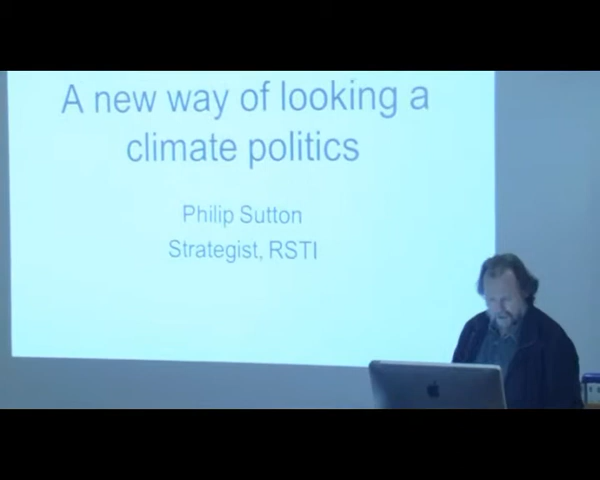 A new way of looking a
climate politics
Philip Sutton
Strategist, RSTI